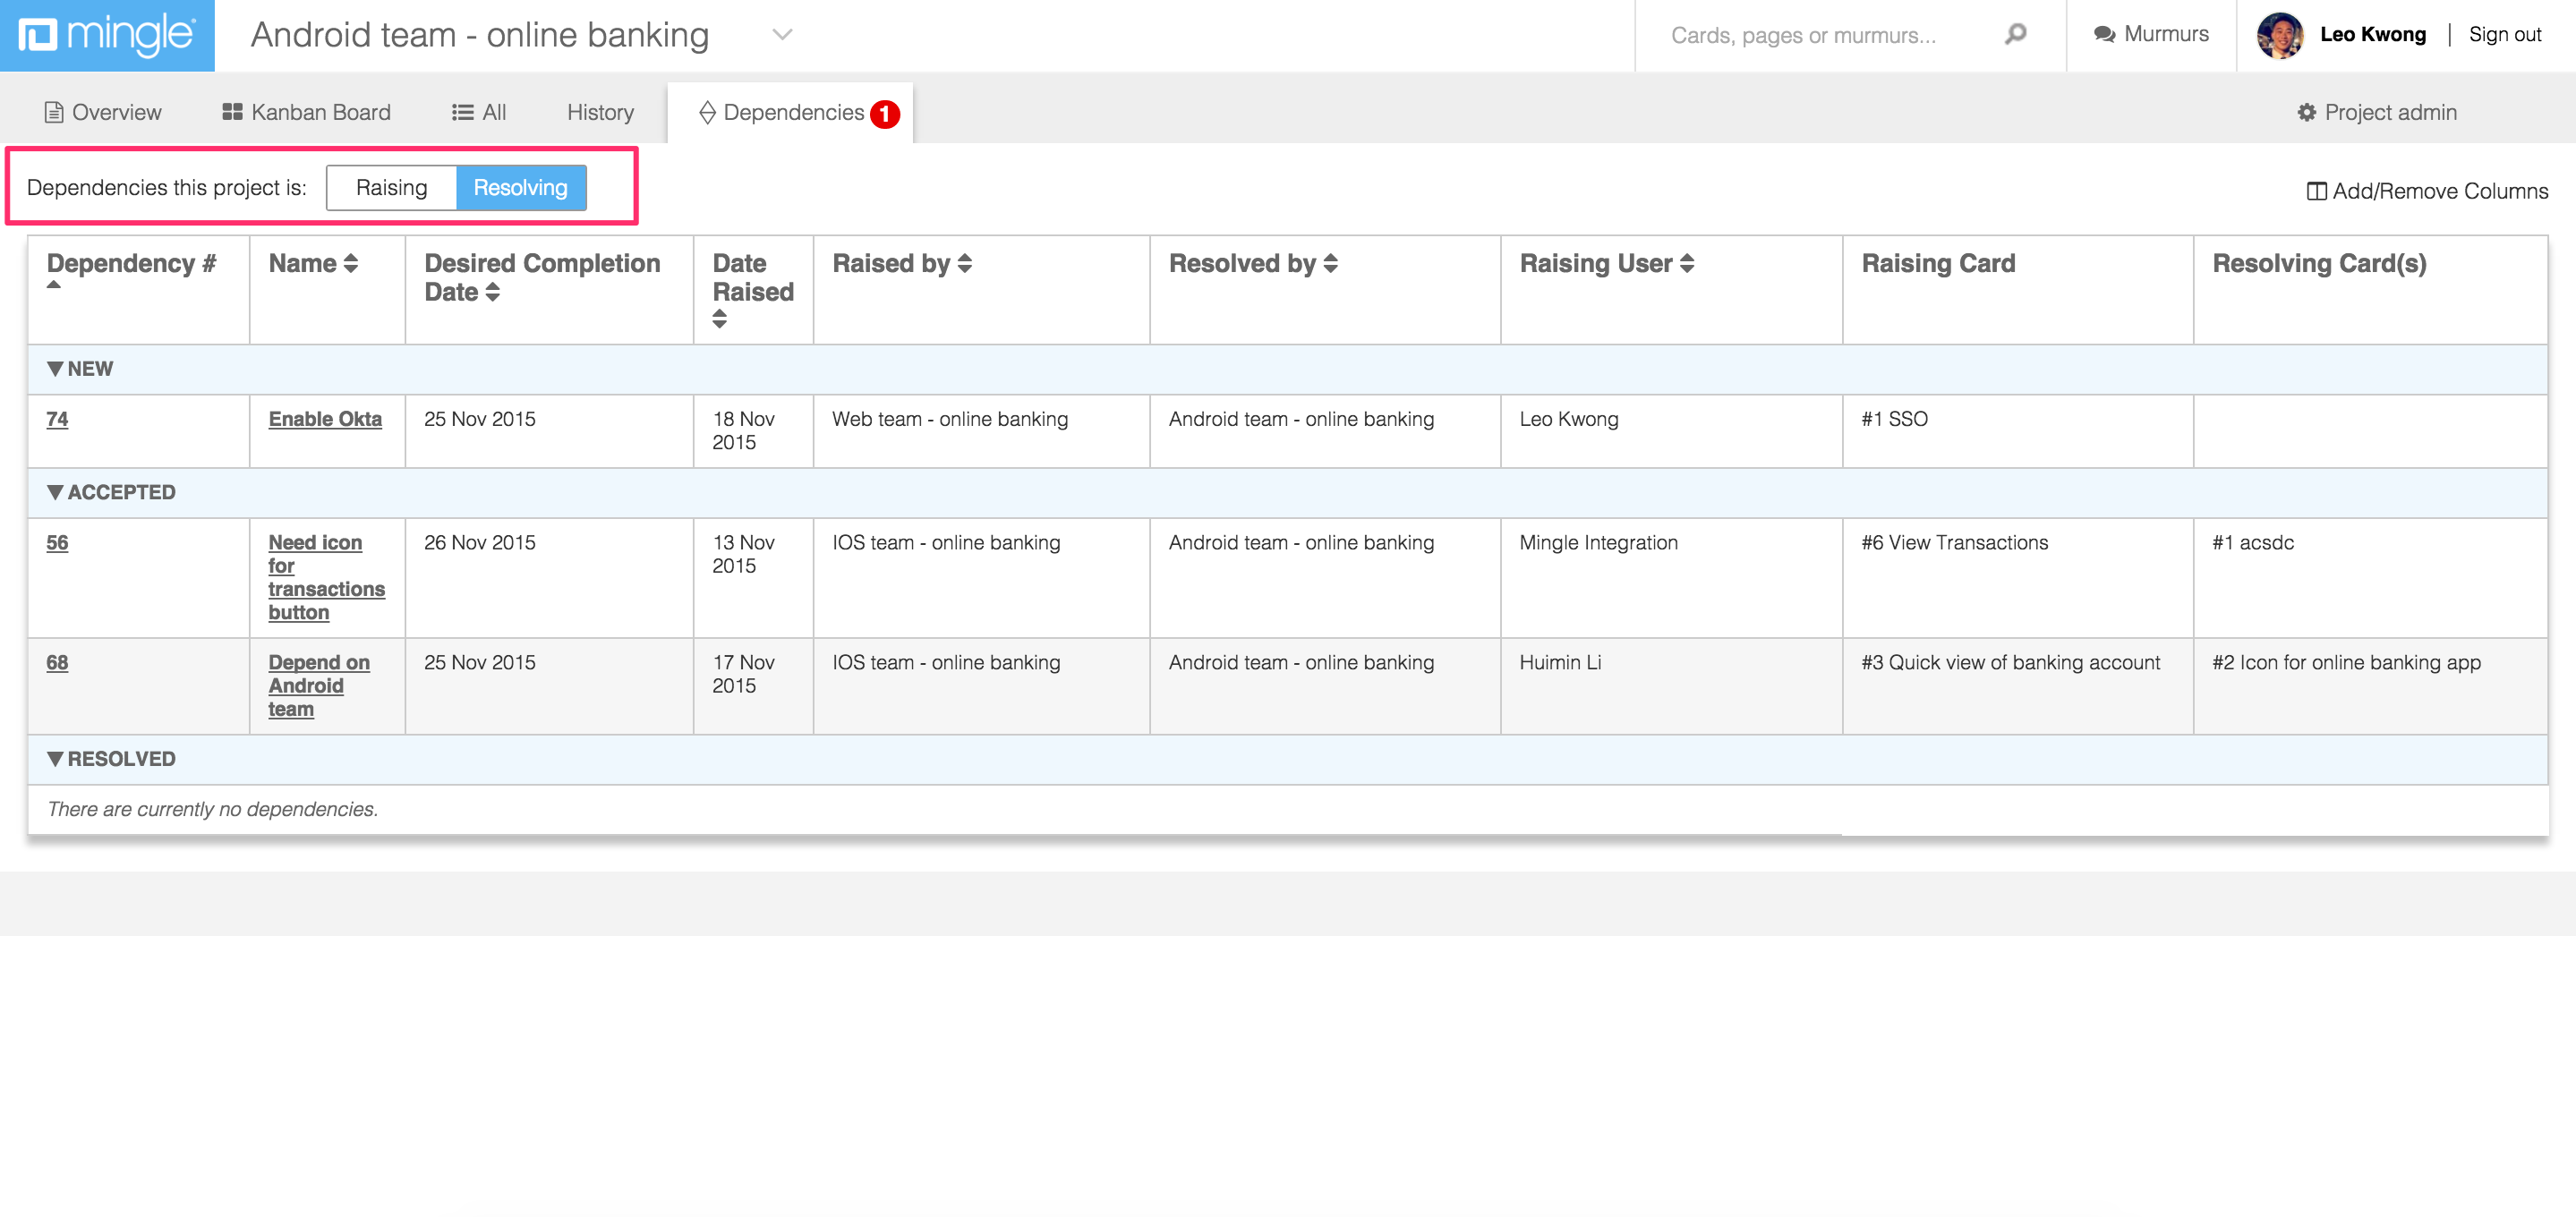 mingle
Android team - online banking
Cards, pages or murmurs...
Murmurs
Leo Kwong | Sign out
Overview
Kanban Board
All
History
Dependencies 1
Project admin
Dependencies this project is: Raising Resolving
Add/Remove Columns
Dependency # Name Desired Completion Date Raised by Resolved by Raising User Raising Card Resolving Card(s)
Date Raised
NEW
74 Enable Okta 25 Nov 2015 18 Nov Web team - online banking Android team - online banking Leo Kwong #1 SSO
2015
ACCEPTED
56 Need icon 26 Nov 2015 13 Nov IOS team - online banking Android team - online banking Mingle Integration #6 View Transactions #1 acsdc
for 2015
transactions
button
68 Depend on 25 Nov 2015 17 Nov IOS team - online banking Android team - online banking Huimin Li #3 Quick view of banking account #2 Icon for online banking app
Android 2015
team
RESOLVED
There are currently no dependencies.